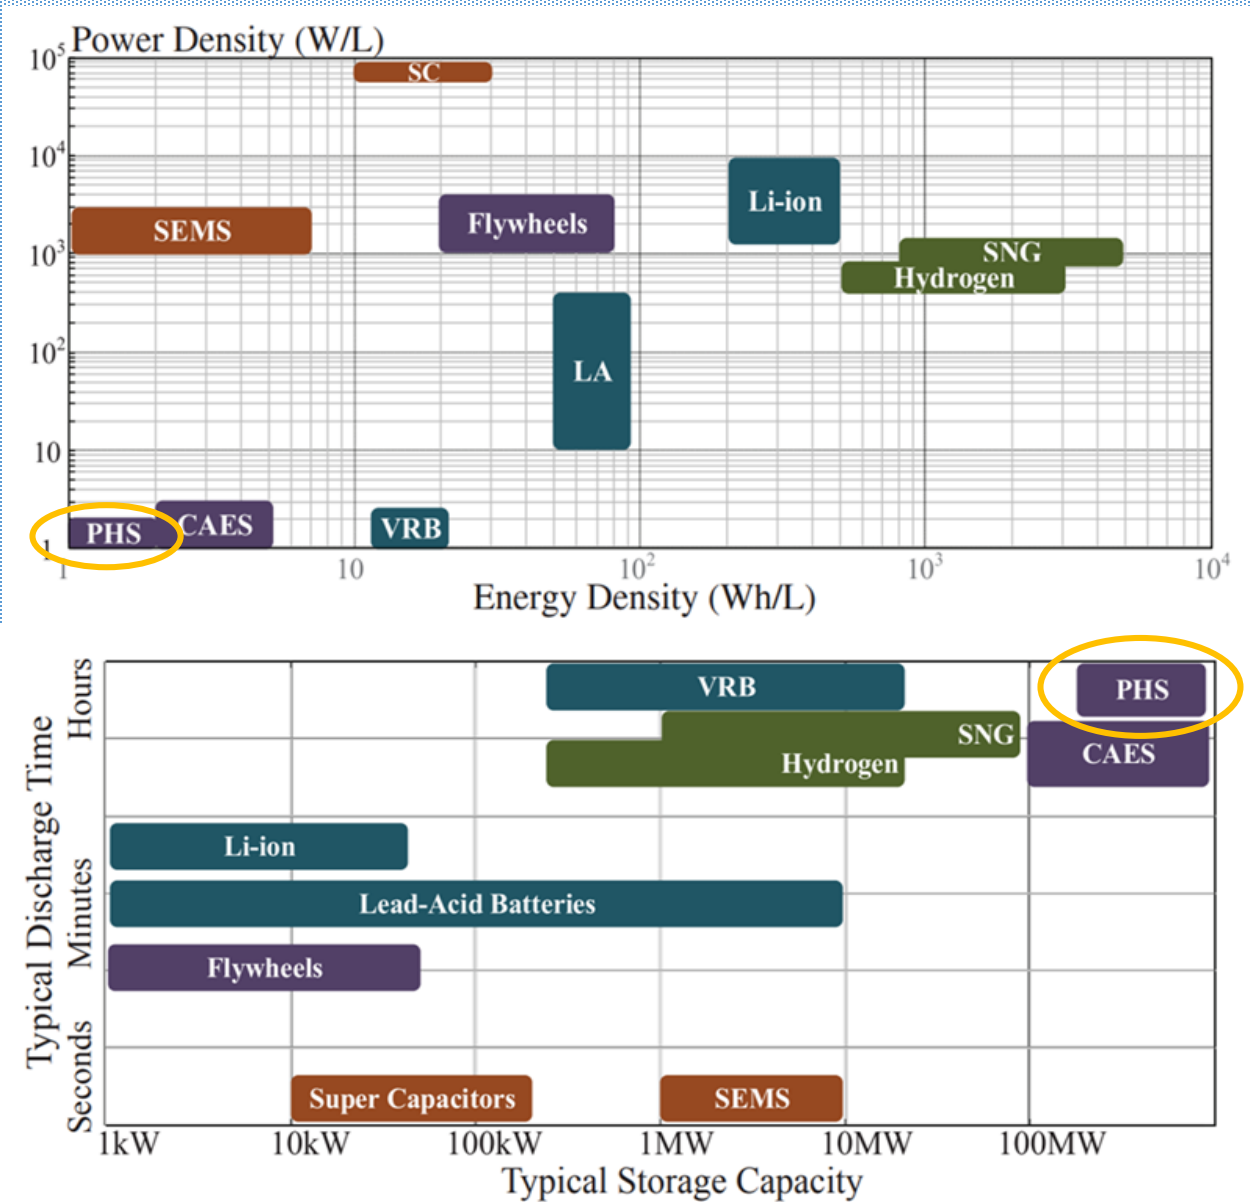 Power Density (W/L)
10⁵
SC
10⁴
Li-ion
SEMS
Flywheels
10³
SNG
Hydrogen
10²
LA
10
PHS
CAES
VRB
1
1
10
10²
10³
10⁴
Energy Density (Wh/L)
Typical Discharge Time
Hours
VRB
PHS
SNG
CAES
Hydrogen
Minutes
Li-ion
Lead-Acid Batteries
Flywheels
Seconds
Super Capacitors
SEMS
1kW
10kW
100kW
1MW
10MW
100MW
Typical Storage Capacity